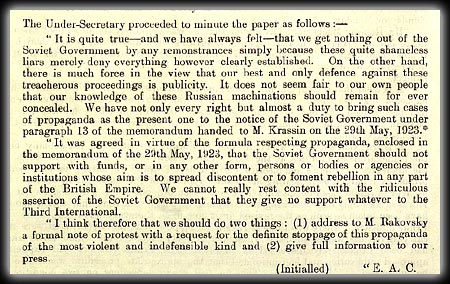 The Under-Secretary proceeded to minute the paper as follows :—
" It is quite true—and we have always felt—that we get nothing out of the
Soviet Government by any remonstrances simply because these quite shameless
liars merely deny everything however clearly established. On the other hand,
there is much force in the view that our best and only defence against these
treacherous proceedings is publicity. It does not seem fair to our own people
that our knowledge of these Russian machinations should remain for ever
concealed. We have not only every right but almost a duty to bring such cases
of propaganda as the present one to the notice of the Soviet Government under
paragraph 13 of the memorandum handed to M. Krassin on the 29th May, 1923.*
" It was agreed in virtue of the formula respecting propaganda, enclosed in
the memorandum of the 29th May, 1923, that the Soviet Government should not
support with funds, or in any other form, persons or bodies or agencies or
institutions whose aim is to spread discontent or to foment rebellion in any part
of the British Empire. We cannot really rest content with the ridiculous
assertion of the Soviet Government that they give no support whatever to the
Third International.
" I think therefore that we should do two things : (1) address to M. Rakovsky
a formal note of protest with a request for the definite stoppage of this propaganda
of the most violent and indefensible kind and (2) give full information to our
press.
(Initialled) " E. A. C.